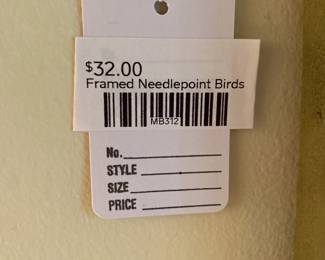 $32.00
Framed Needlepoint Birds
MB312
No.
STYLE
SIZE
PRICE